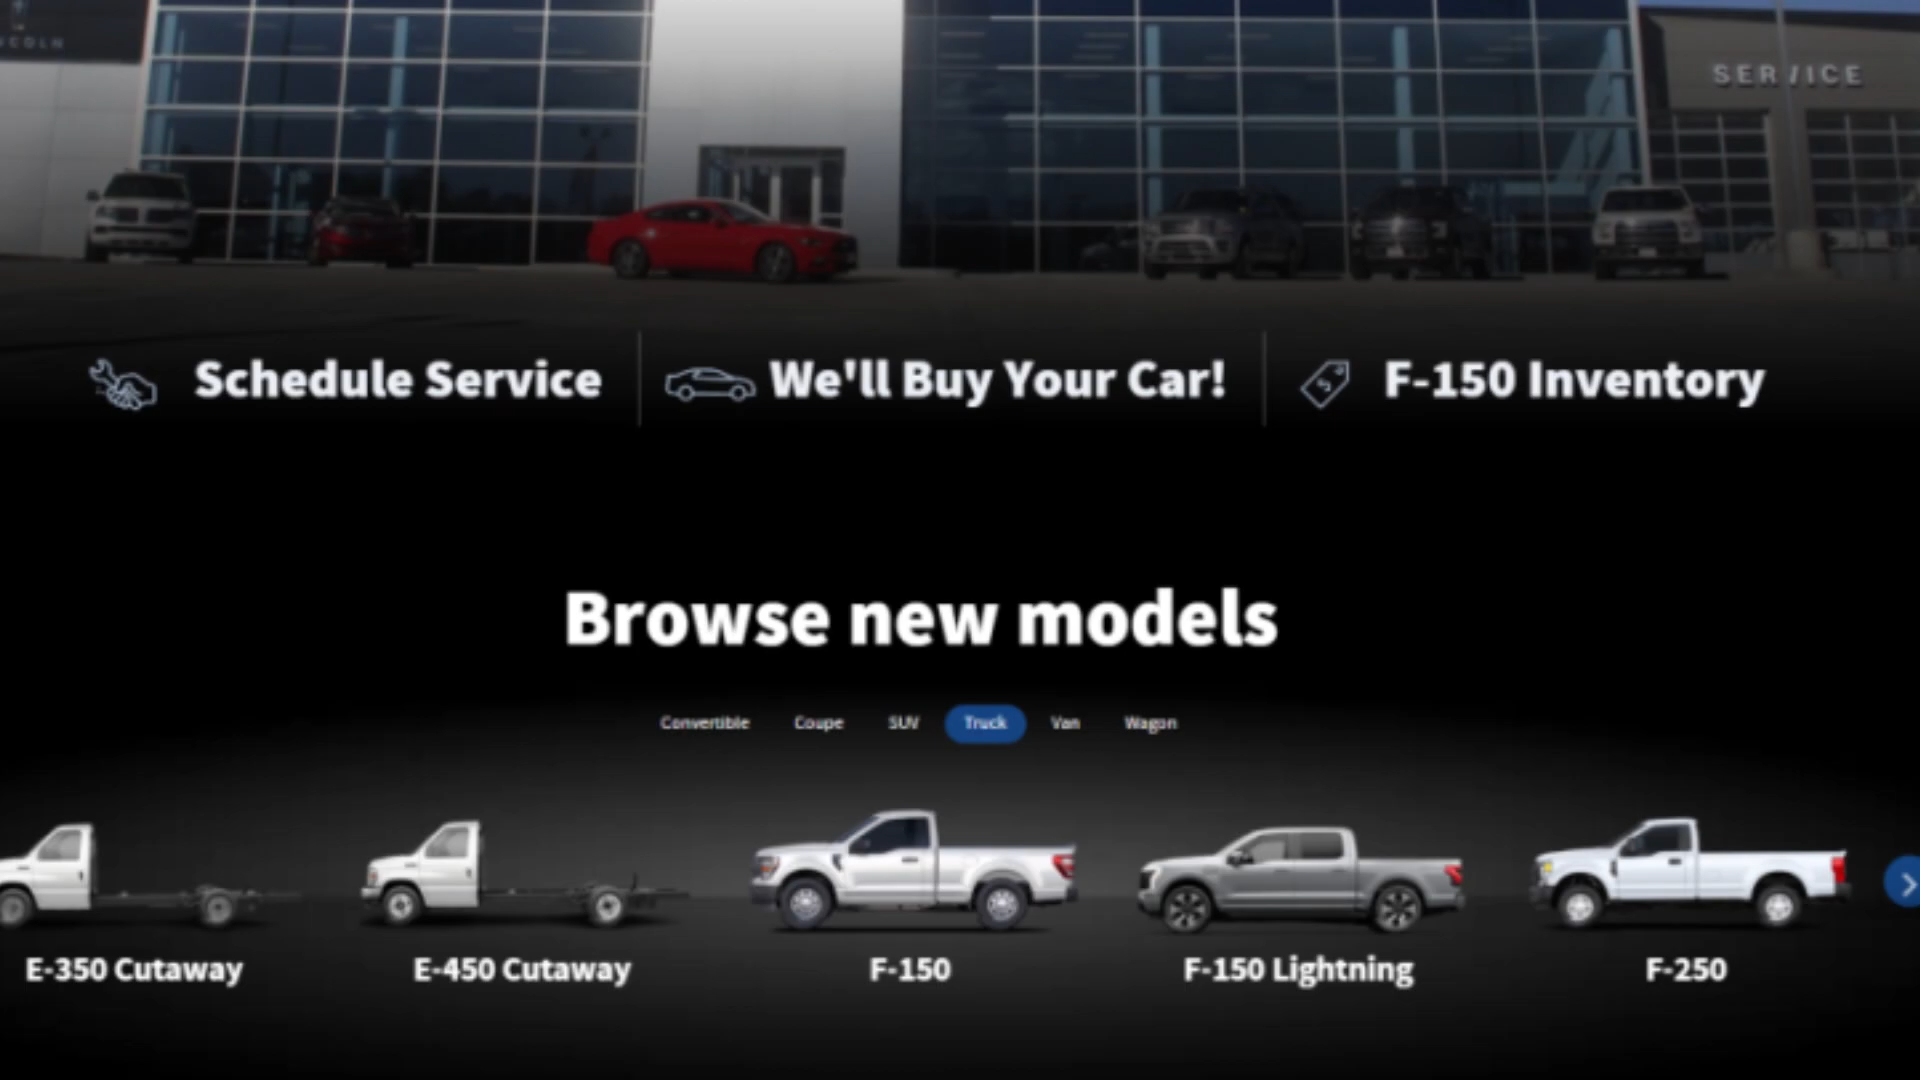 SERVICE
Schedule Service
We'll Buy Your Car!
F-150 Inventory
Browse new models
Convertible Coupe SUV Truck Van Wagon
E-350 Cutaway
E-450 Cutaway
F-150
F-150 Lightning
F-250